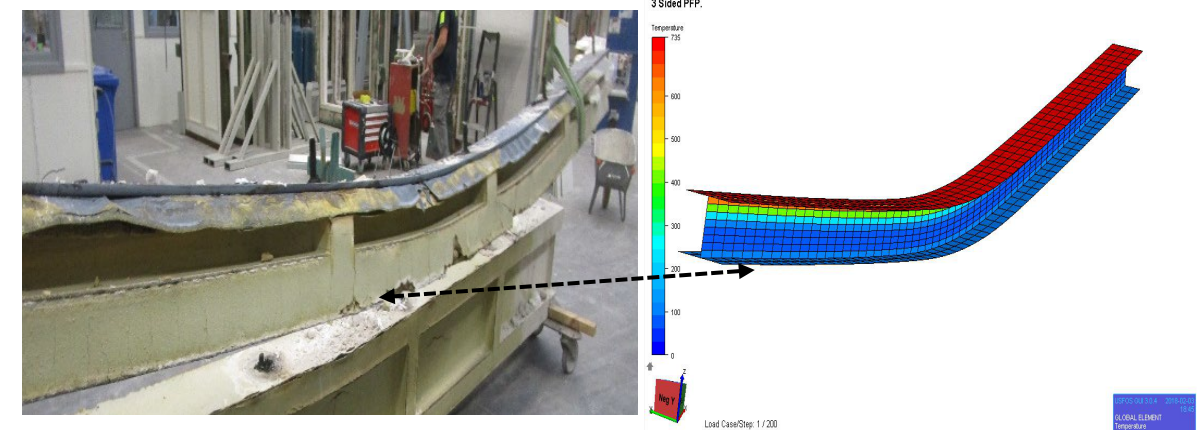 3 Sided PFP.
Temperature
735
600
500
400
300
200
100
0
Z
Neg Y
Load Case/Step: 1 / 200
USFOS GUI
GLOBAL ELEMENT
Temperature